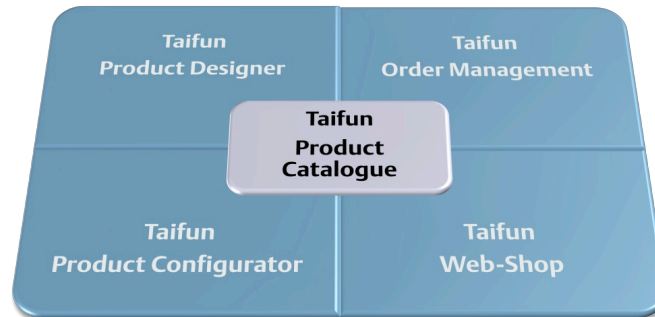 Taifun
Product Designer
Taifun
Order Management
Taifun
Product
Catalogue
Taifun
Product Configurator
Taifun
Web-Shop